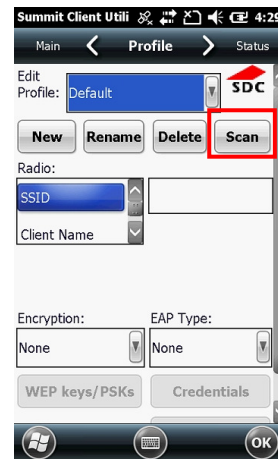 Summit Client Utili 4:29
Main Profile Status
Edit
Profile: Default SDC
New Rename Delete Scan
Radio:
SSID
Client Name
Encryption: EAP Type:
None None
WEP keys/PSKs Credentials
OK